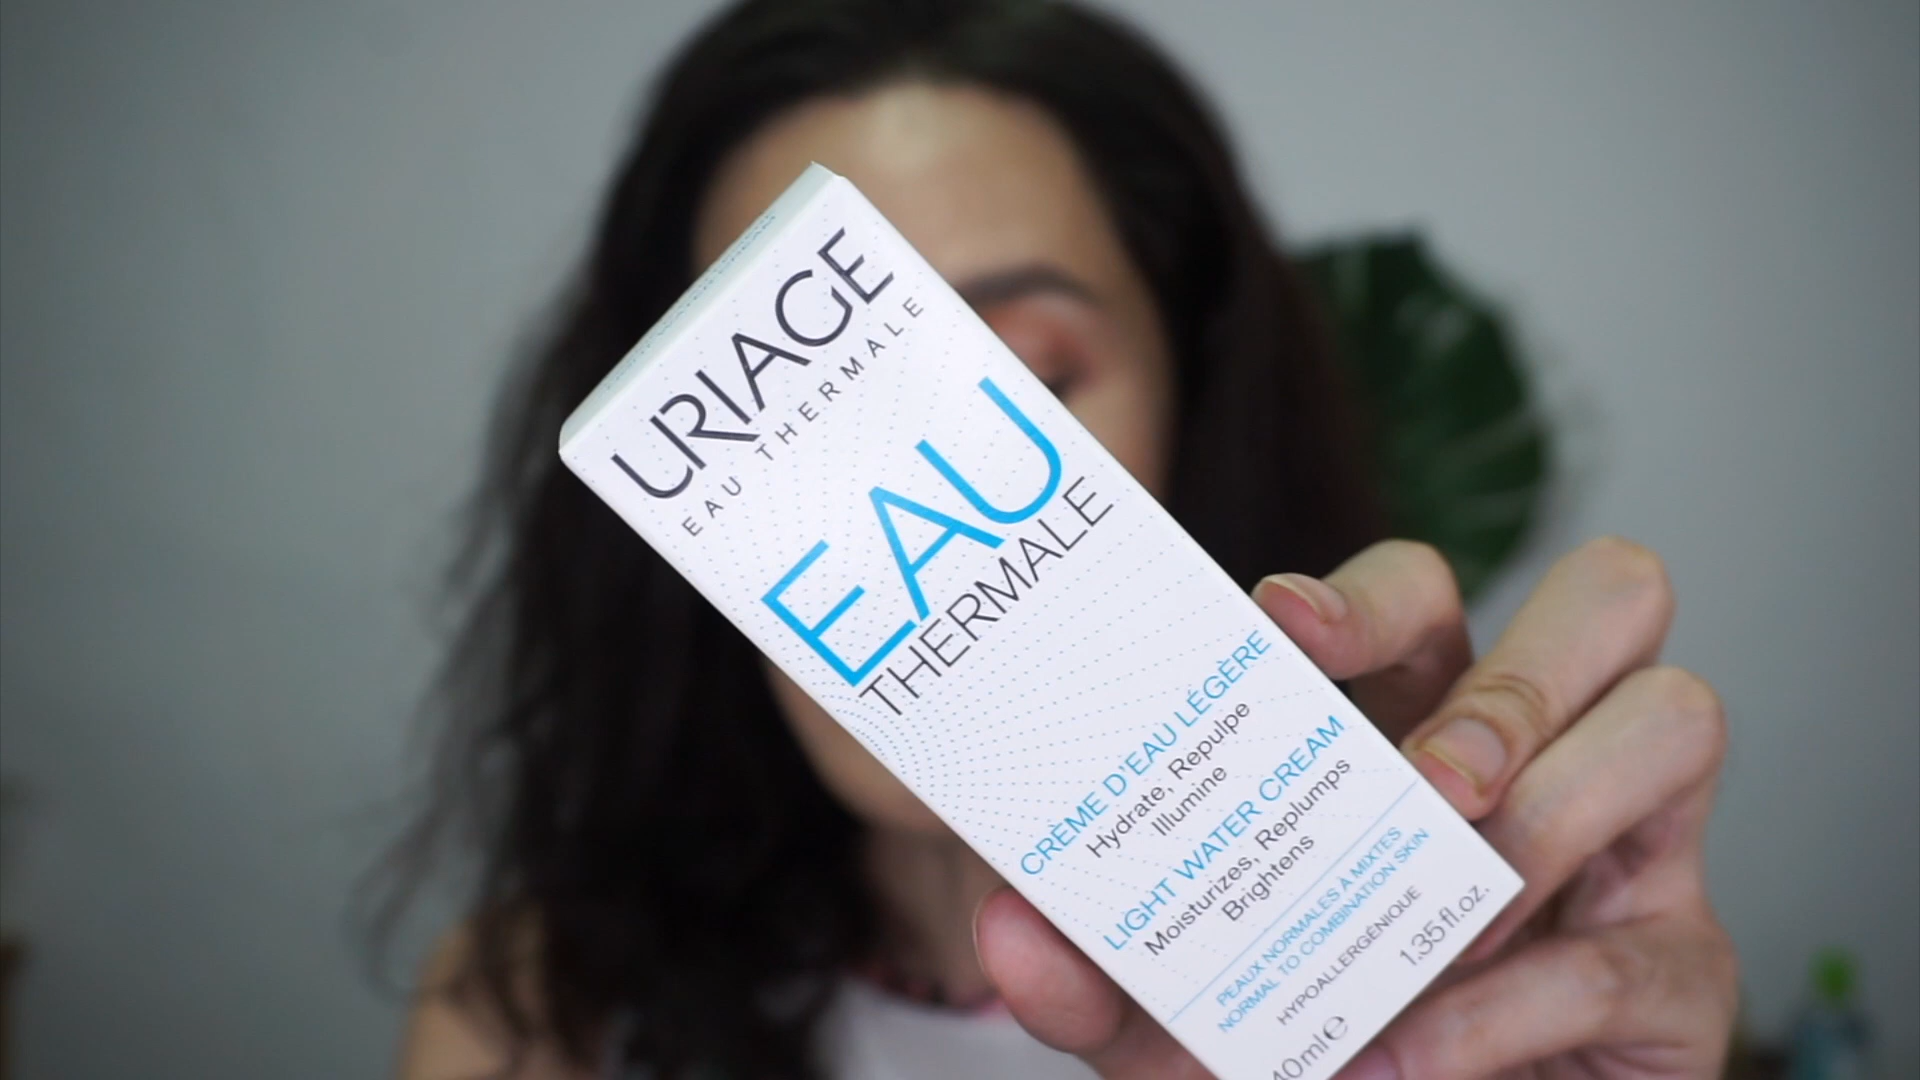 URIAGE
EAU THERMALE
EAU
THERMALE
CRÈME D'EAU LÉGÈRE
Hydrate, Repulpe
Illumine
LIGHT WATER CREAM
Moisturizes, Replumps
Brightens
PEAUX NORMALES À MIXTES
NORMAL TO COMBINATION SKIN
HYPOALLERGÉNIQUE
40ml e 1.35 fl.oz.